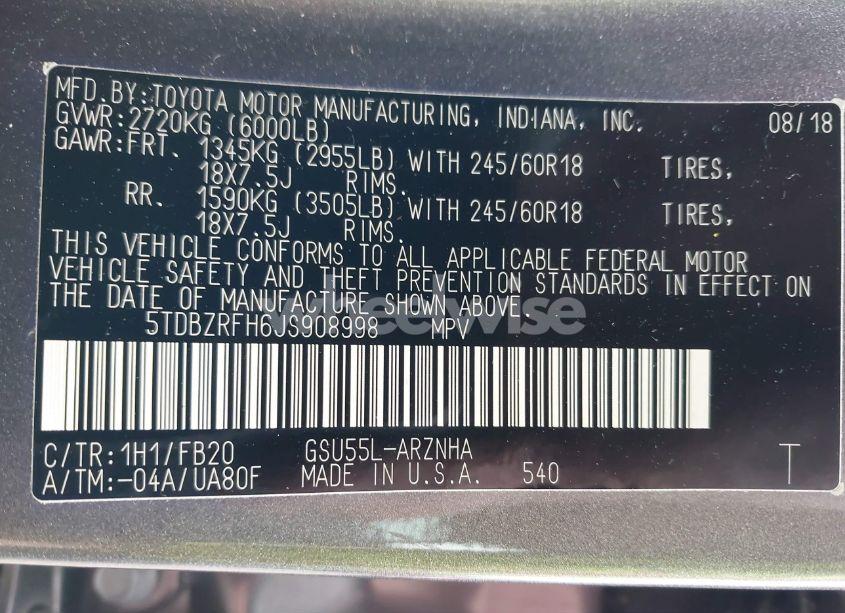 MFD.BY:TOYOTA MOTOR MANUFACTURING, INDIANA, INC. 08/18
GVWR:2720KG (6000LB)
GAWR:FRT. 1345KG (2955LB) WITH 245/60R18 TIRES,
18X7.5J RIMS.
RR. 1590KG (3505LB) WITH 245/60R18 TIRES,
18X7.5J RIMS.
THIS VEHICLE CONFORMS TO ALL APPLICABLE FEDERAL MOTOR
VEHICLE SAFETY AND THEFT PREVENTION STANDARDS IN EFFECT ON
THE DATE OF MANUFACTURE SHOWN ABOVE.
5TDBZRFH6JS908998 MPV
C/TR:1H1/FB20 GSU55L-ARZNHA
A/TM:-04A/UA80F MADE IN U.S.A. 540 T